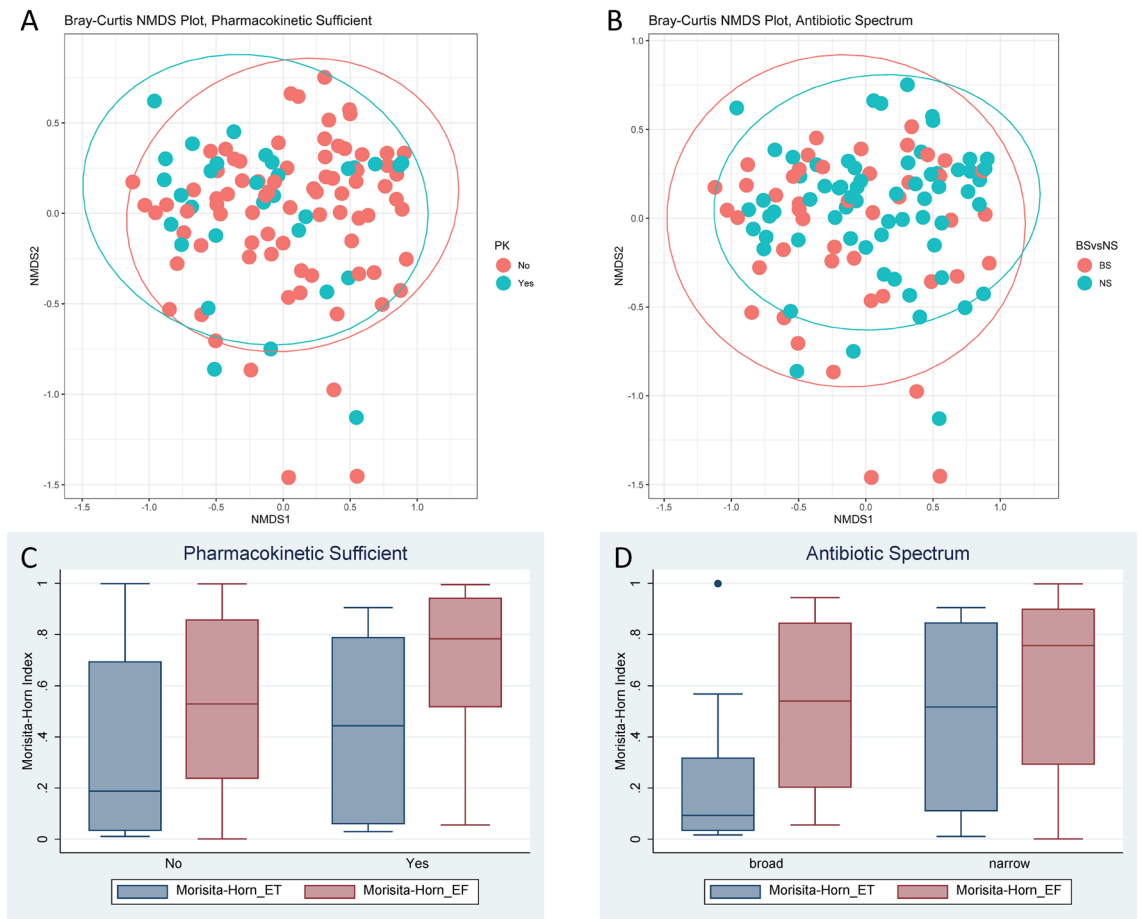 A
Bray-Curtis NMDS Plot, Pharmacokinetic Sufficient
0.5
0.0
-0.5
-1.0
-1.5
NMDS2
-1.5
-1.0
-0.5
0.0
0.5
1.0
NMDS1
PK
No
Yes
B
Bray-Curtis NMDS Plot, Antibiotic Spectrum
1.0
0.5
0.0
-0.5
-1.0
-1.5
NMDS2
-1.5
-1.0
-0.5
0.0
0.5
1.0
NMDS1
BSvsNS
BS
NS
C
Pharmacokinetic Sufficient
Morisita-Horn Index
1
.8
.6
.4
.2
0
No
Yes
Morisita-Horn_ET
Morisita-Horn_EF
D
Antibiotic Spectrum
Morisita-Horn Index
1
.8
.6
.4
.2
0
broad
narrow
Morisita-Horn_ET
Morisita-Horn_EF